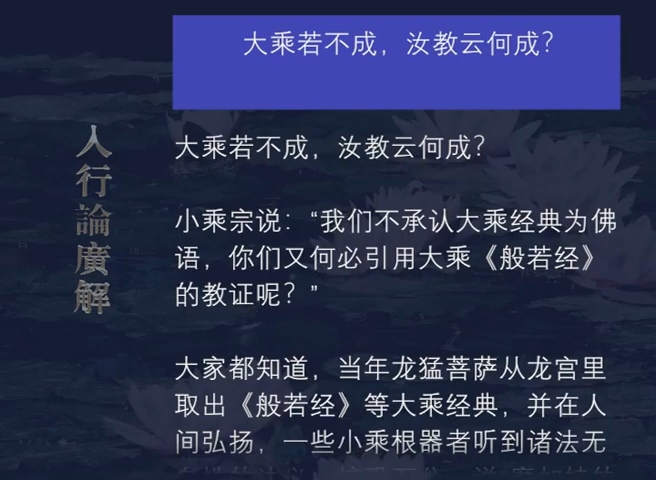 大乘若不成，汝教云何成？
入行論廣解
大乘若不成，汝教云何成？
小乘宗说：“我们不承认大乘经典为佛
语，你们又何必引用大乘《般若经》
的教证呢？”
大家都知道，当年龙猛菩萨从龙宫里
取出《般若经》等大乘经典，并在人
间弘扬，一些小乘根器者听到诸法无